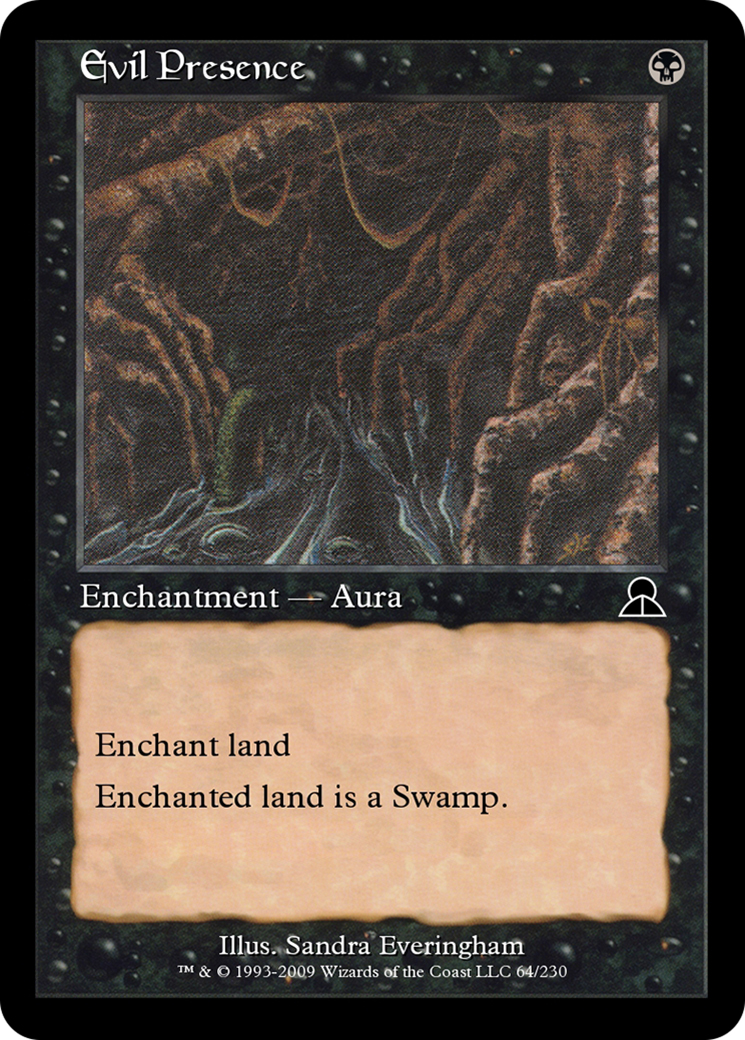 Evil Presence
Enchantment — Aura
Enchant land
Enchanted land is a Swamp.
Illus. Sandra Everingham
™ & © 1993-2009 Wizards of the Coast LLC 64/230